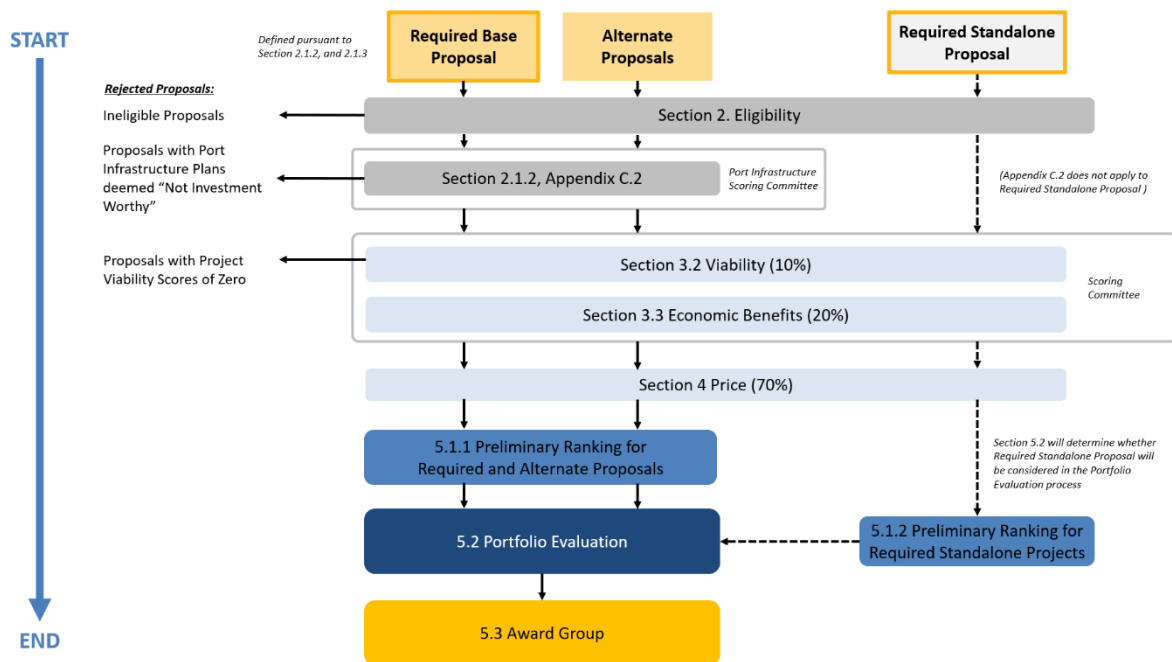 START
Defined pursuant to
Section 2.1.2, and 2.1.3
Required Base
Proposal
Alternate
Proposals
Required Standalone
Proposal
Rejected Proposals:
Ineligible Proposals
Section 2. Eligibility
Proposals with Port
Infrastructure Plans
deemed “Not Investment
Worthy”
Section 2.1.2, Appendix C.2
Port Infrastructure
Scoring Committee
(Appendix C.2 does not apply to
Required Standalone Proposal )
Proposals with Project
Viability Scores of Zero
Section 3.2 Viability (10%)
Section 3.3 Economic Benefits (20%)
Scoring
Committee
Section 4 Price (70%)
5.1.1 Preliminary Ranking for
Required and Alternate Proposals
Section 5.2 will determine whether
Required Standalone Proposal will
be considered in the Portfolio
Evaluation process
5.2 Portfolio Evaluation
5.1.2 Preliminary Ranking for
Required Standalone Projects
5.3 Award Group
END